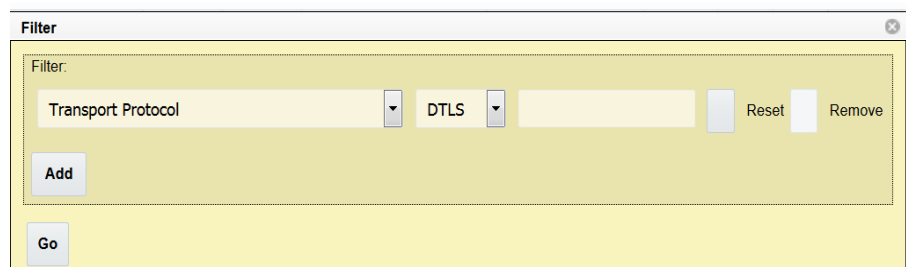 Filter
Filter:
Transport Protocol DTLS Reset Remove
Add
Go